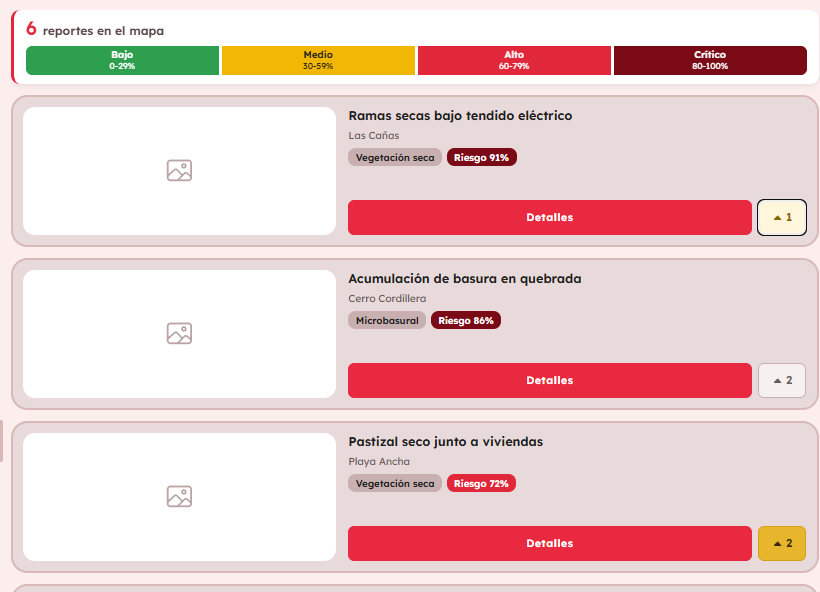 6 reportes en el mapa
Bajo
0-29%
Medio
30-59%
Alto
60-79%
Crítico
80-100%
Ramas secas bajo tendido eléctrico
Las Cañas
Vegetación seca Riesgo 91%
Detalles 1
Acumulación de basura en quebrada
Cerro Cordillera
Microbasural Riesgo 86%
Detalles 2
Pastizal seco junto a viviendas
Playa Ancha
Vegetación seca Riesgo 72%
Detalles 2